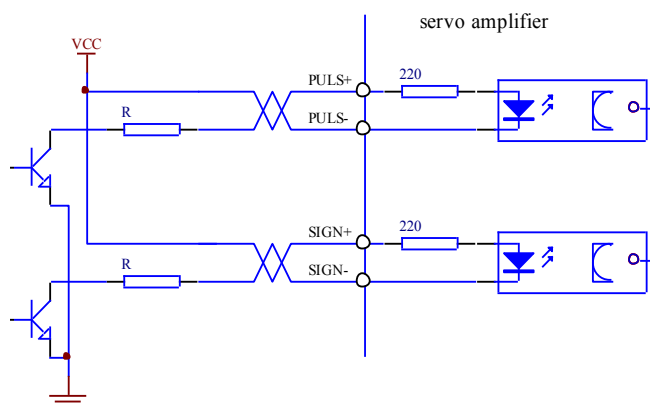 servo amplifier
VCC
PULS+
220
R
PULS-
SIGN+
220
R
SIGN-